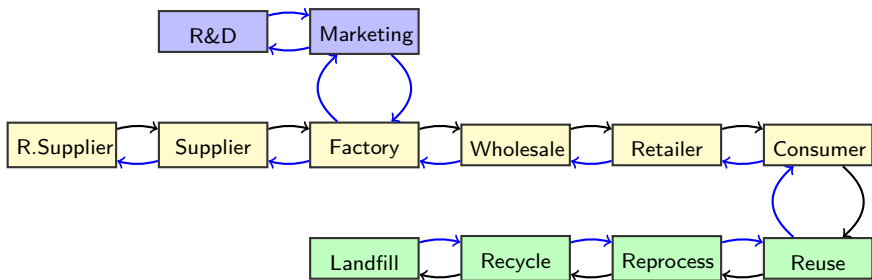 R&D
Marketing
R.Supplier
Supplier
Factory
Wholesale
Retailer
Consumer
Landfill
Recycle
Reprocess
Reuse